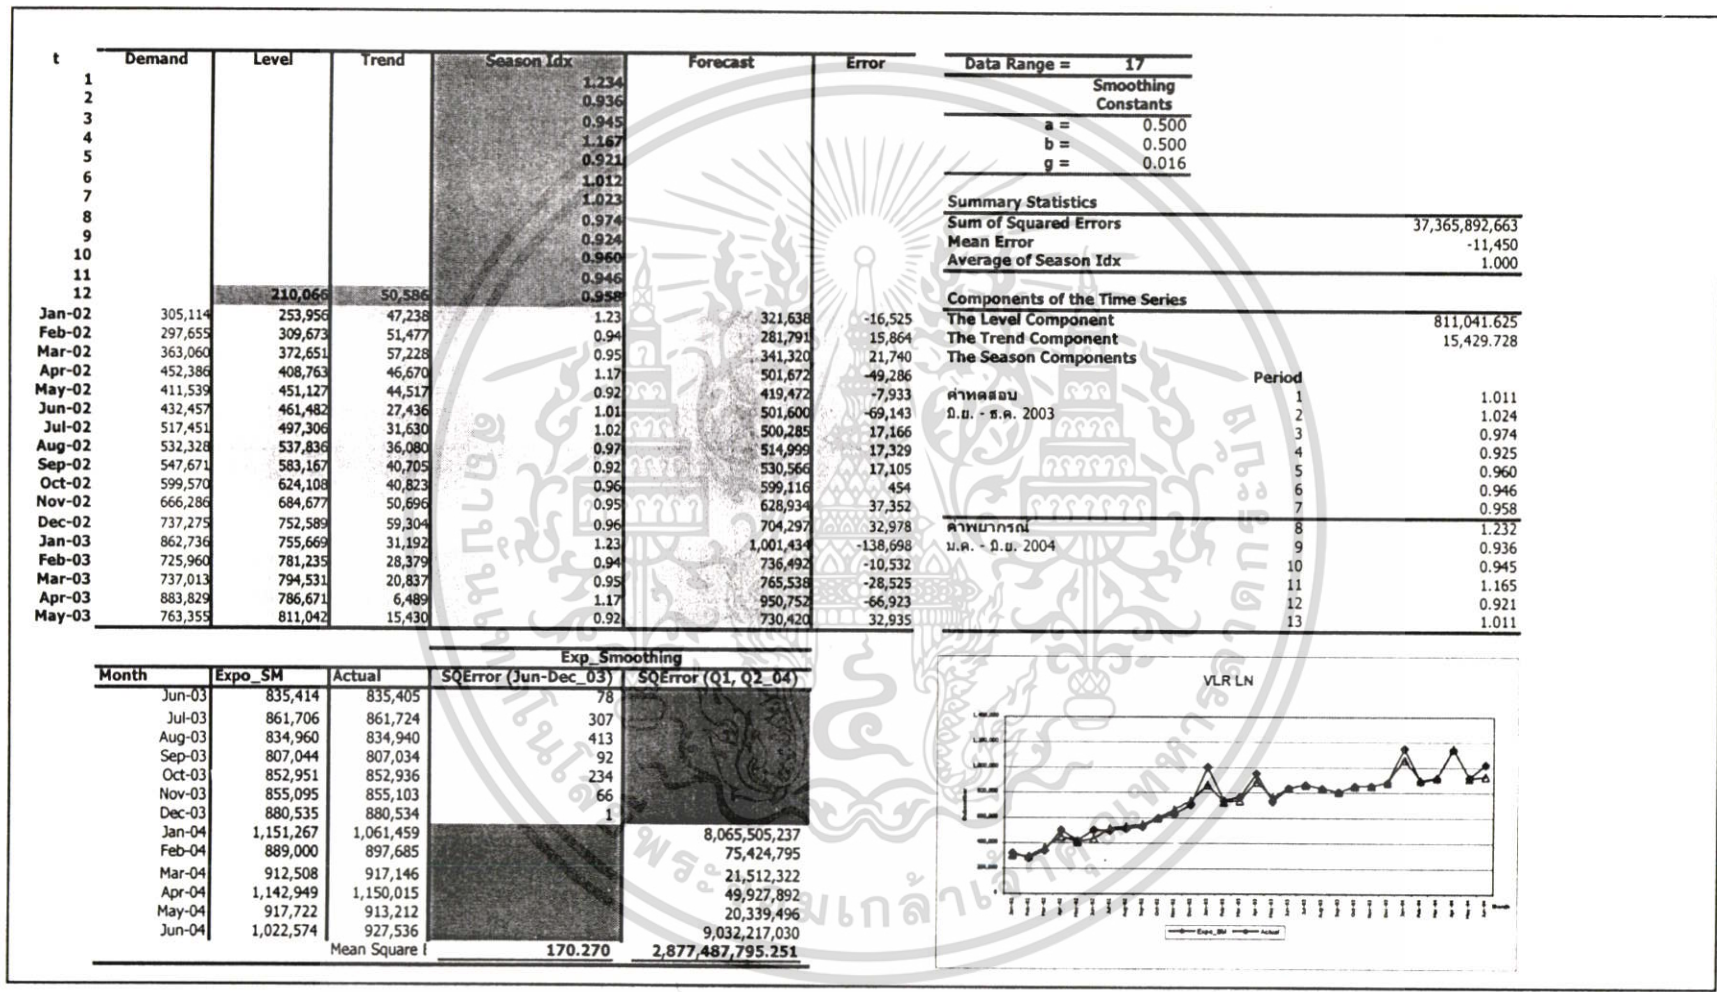 t Demand Level Trend Season Idx Forecast Error
1 1.234
2 0.936
3 0.945
4 1.167
5 0.921
6 1.012
7 1.023
8 0.974
9 0.924
10 0.960
11 0.946
12 210,066 50,586 0.958
Jan-02 305,114 253,956 47,238 1.23 321,638 -16,525
Feb-02 297,655 309,673 51,477 0.94 281,791 15,864
Mar-02 363,060 372,651 57,228 0.95 341,320 21,740
Apr-02 452,386 408,763 46,670 1.17 501,672 -49,286
May-02 411,539 451,127 44,517 0.92 419,472 -7,933
Jun-02 432,457 461,482 27,436 1.01 501,600 -69,143
Jul-02 517,451 497,306 31,630 1.02 500,285 17,166
Aug-02 532,328 537,836 36,080 0.97 514,999 17,329
Sep-02 547,671 583,167 40,705 0.92 530,566 17,105
Oct-02 599,570 624,108 40,823 0.96 599,116 454
Nov-02 666,286 684,677 50,696 0.95 628,934 37,352
Dec-02 737,275 752,589 59,304 0.96 704,297 32,978
Jan-03 862,736 755,669 31,192 1.23 1,001,434 -138,698
Feb-03 725,960 781,235 28,379 0.94 736,492 -10,532
Mar-03 737,013 794,531 20,837 0.95 765,538 -28,525
Apr-03 883,829 786,671 6,489 1.17 950,752 -66,923
May-03 763,355 811,042 15,430 0.92 730,420 32,935
Data Range = 17
Smoothing
Constants
a = 0.500
b = 0.500
g = 0.016
Summary Statistics
Sum of Squared Errors 37,365,892,663
Mean Error -11,450
Average of Season Idx 1.000
Components of the Time Series
The Level Component 811,041.625
The Trend Component 15,429.728
The Season Components
Period
ค่าทดสอบ 1 1.011
มิ.ย. - ธ.ค. 2003 2 1.024
3 0.974
4 0.925
5 0.960
6 0.946
7 0.958
ค่าพยากรณ์ 8 1.232
ม.ค. - มิ.ย. 2004 9 0.936
10 0.945
11 1.165
12 0.921
13 1.011
Exp_Smoothing
Month Expo_SM Actual SQError (Jun-Dec_03) SQError (Q1, Q2_04)
Jun-03 835,414 835,405 78
Jul-03 861,706 861,724 307
Aug-03 834,960 834,940 413
Sep-03 807,044 807,034 92
Oct-03 852,951 852,936 234
Nov-03 855,095 855,103 66
Dec-03 880,535 880,534 1
Jan-04 1,151,267 1,061,459 8,065,505,237
Feb-04 889,000 897,685 75,424,795
Mar-04 912,508 917,146 21,512,322
Apr-04 1,142,949 1,150,015 49,927,892
May-04 917,722 913,212 20,339,496
Jun-04 1,022,574 927,536 9,032,217,030
Mean Square 170.270 2,877,487,795.251
VLR LN
Expo_SM Actual